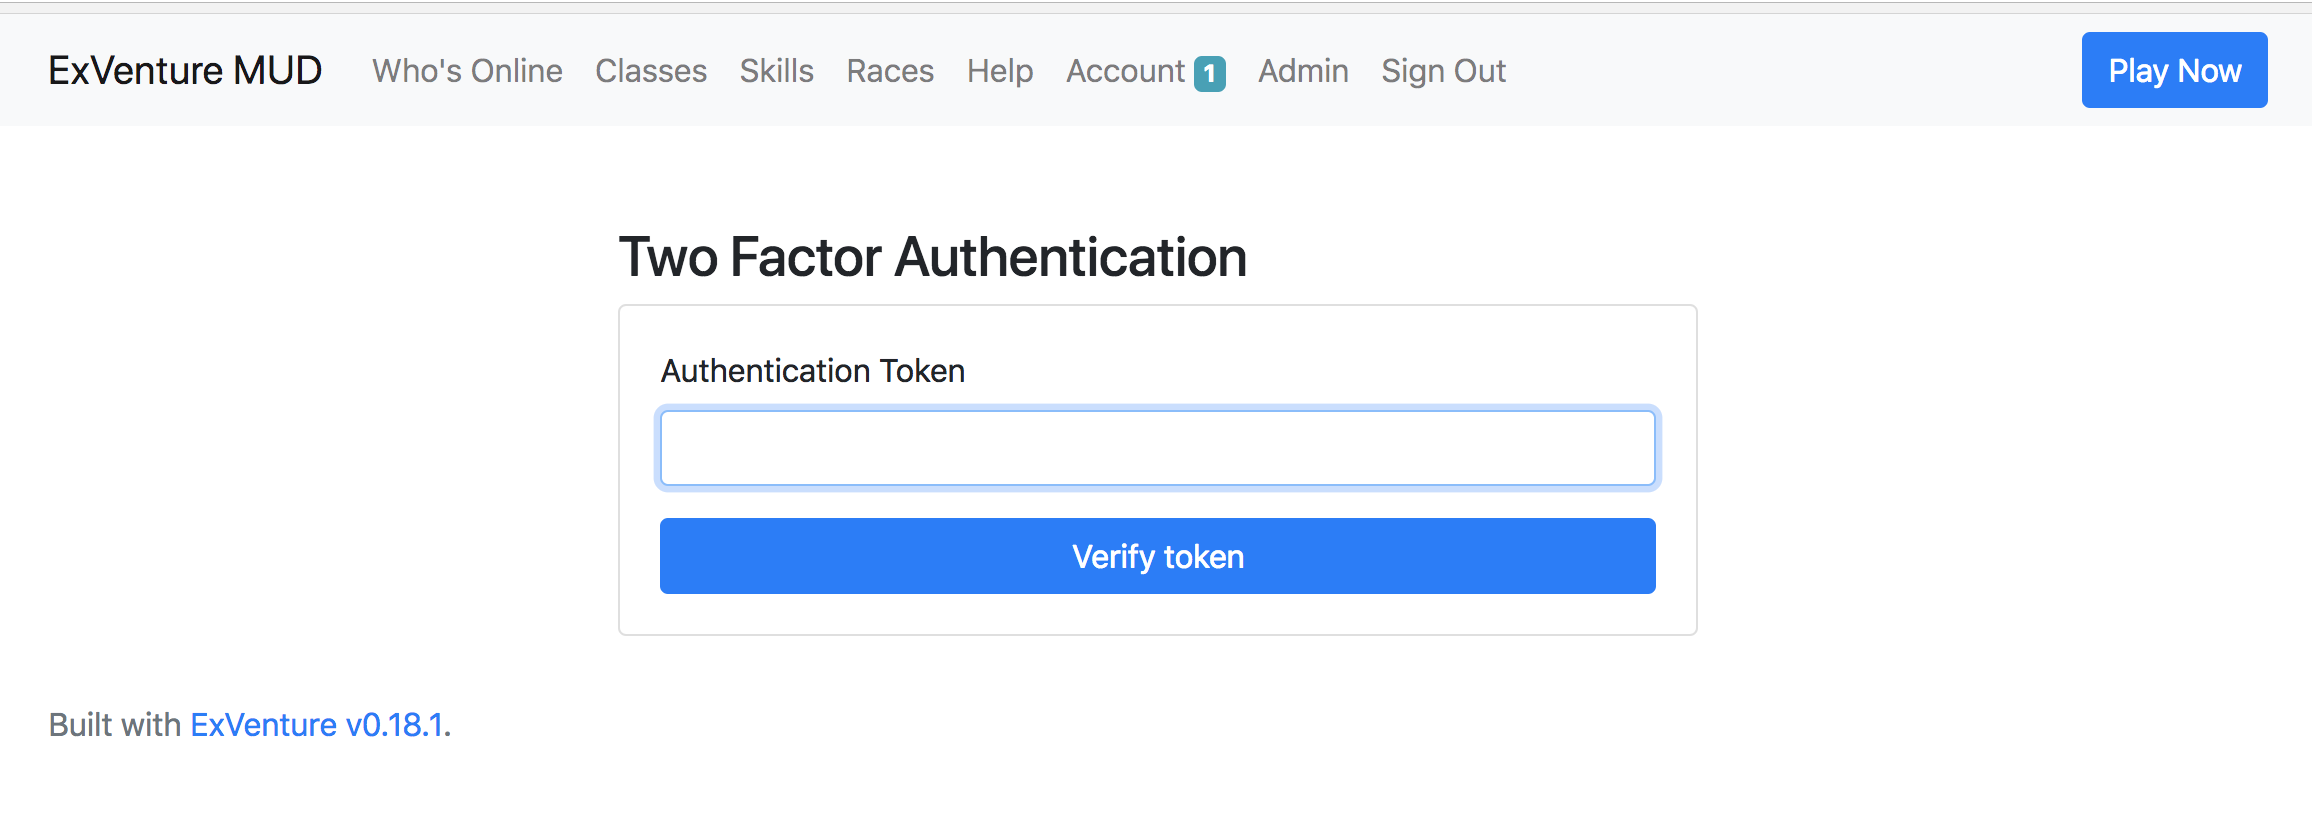 ExVenture MUD Who's Online Classes Skills Races Help Account 1 Admin Sign Out Play Now
Two Factor Authentication
Authentication Token
Verify token
Built with ExVenture v0.18.1.